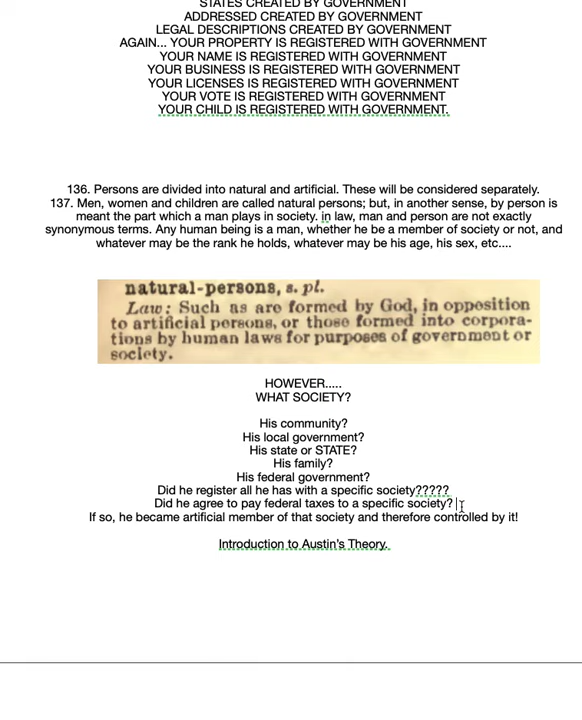 STATES CREATED BY GOVERNMENT
ADDRESSED CREATED BY GOVERNMENT
LEGAL DESCRIPTIONS CREATED BY GOVERNMENT
AGAIN... YOUR PROPERTY IS REGISTERED WITH GOVERNMENT
YOUR NAME IS REGISTERED WITH GOVERNMENT
YOUR BUSINESS IS REGISTERED WITH GOVERNMENT
YOUR LICENSES IS REGISTERED WITH GOVERNMENT
YOUR VOTE IS REGISTERED WITH GOVERNMENT
YOUR CHILD IS REGISTERED WITH GOVERNMENT.
136. Persons are divided into natural and artificial. These will be considered separately.
137. Men, women and children are called natural persons; but, in another sense, by person is
meant the part which a man plays in society. in law, man and person are not exactly
synonymous terms. Any human being is a man, whether he be a member of society or not, and
whatever may be the rank he holds, whatever may be his age, his sex, etc....
natural-persons, s. pl.
Law: Such as are formed by God, in opposition
to artificial persons, or those formed into corpora-
tions by human laws for purposes of government or
society.
HOWEVER.....
WHAT SOCIETY?
His community?
His local government?
His state or STATE?
His family?
His federal government?
Did he register all he has with a specific society?????
Did he agree to pay federal taxes to a specific society?
If so, he became artificial member of that society and therefore controlled by it!
Introduction to Austin's Theory.